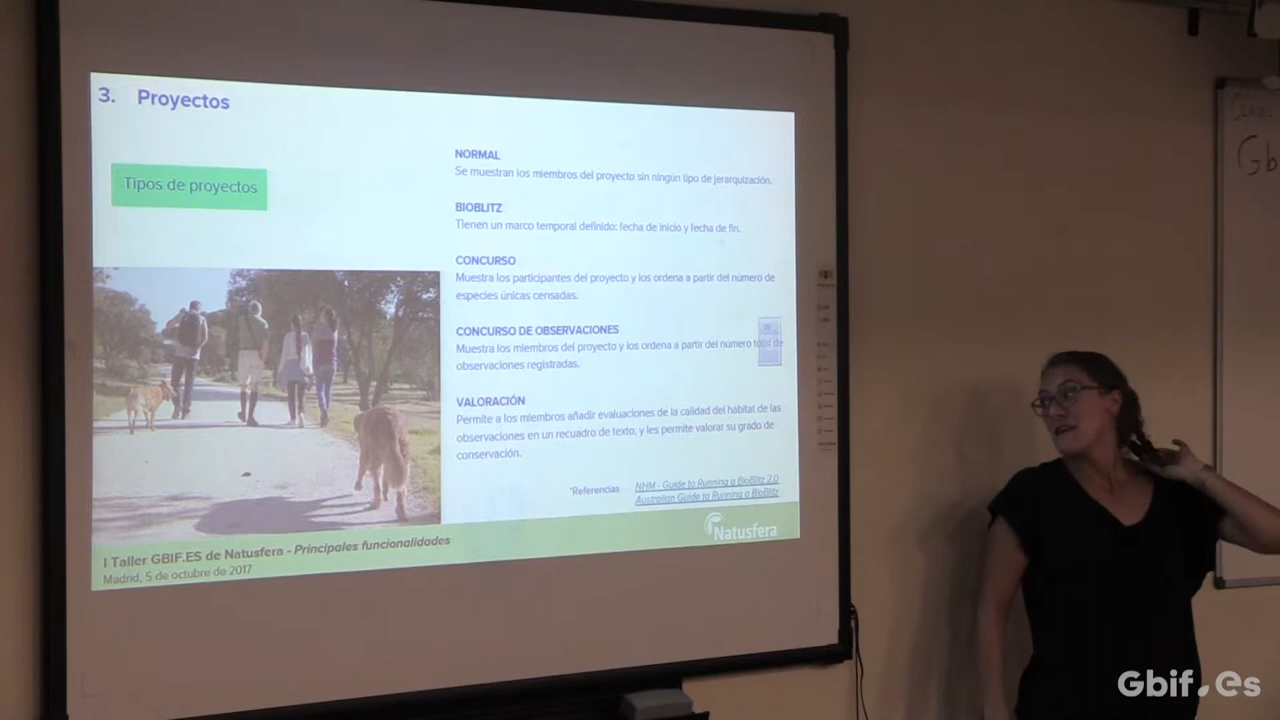 3. Proyectos
Tipos de proyectos
NORMAL
Se muestran los miembros del proyecto sin ningún tipo de jerarquización.
BIOBLITZ
Tienen un marco temporal definido: fecha de inicio y fecha de fin.
CONCURSO
Muestra los participantes del proyecto y los ordena a partir del número de
especies únicas censadas.
CONCURSO DE OBSERVACIONES
Muestra los miembros del proyecto y los ordena a partir del número total de
observaciones registradas.
VALORACIÓN
Permite a los miembros añadir evaluaciones de la calidad del hábitat de las
observaciones en un recuadro de texto, y les permite valorar su grado de
conservación.
*Referencias
NHM - Guide to Running a BioBlitz 2.0
Australian Guide to Running a BioBlitz
I Taller GBIF.ES de Natusfera - Principales funcionalidades
Madrid, 5 de octubre de 2017
Natusfera
Gb
Gbif.es